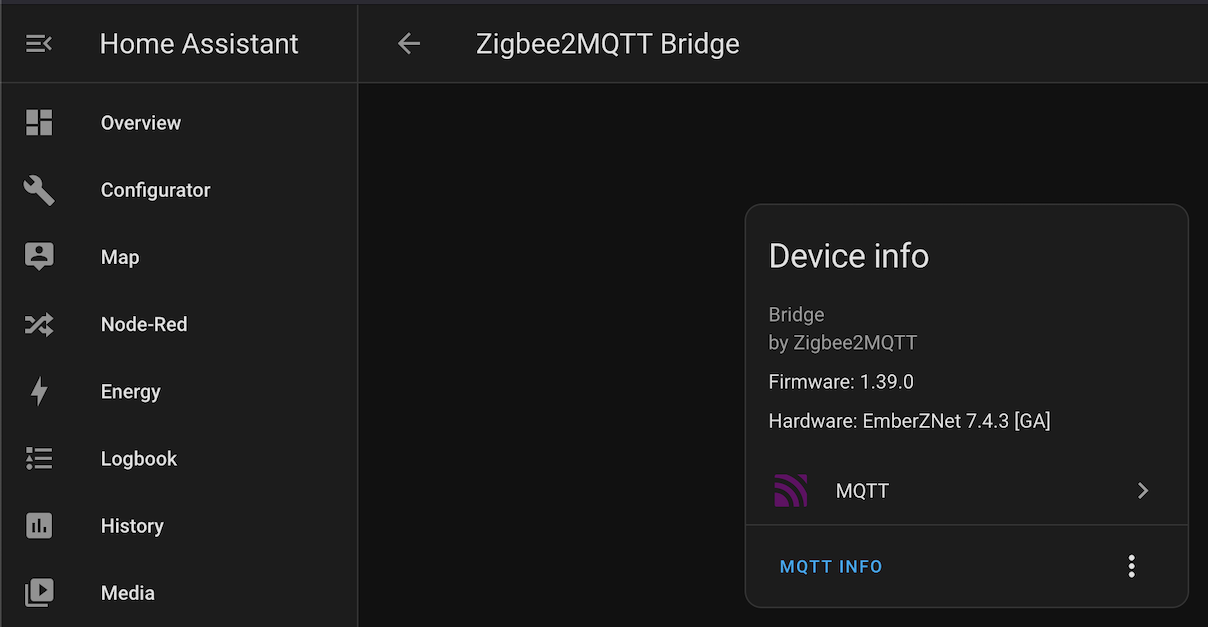 Home Assistant
Zigbee2MQTT Bridge
Overview
Configurator
Map
Node-Red
Energy
Logbook
History
Media
Device info
Bridge
by Zigbee2MQTT
Firmware: 1.39.0
Hardware: EmberZNet 7.4.3 [GA]
MQTT
MQTT INFO